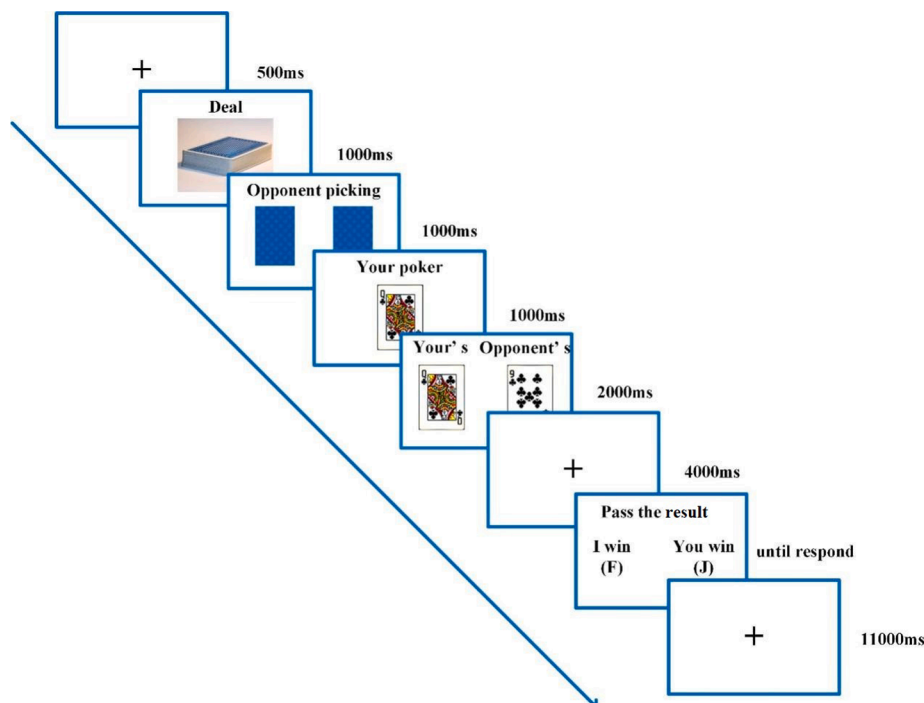 +
500ms
Deal
1000ms
Opponent picking
1000ms
Your poker
Q
1000ms
Your’ s Opponent’ s
Q 9
Q
2000ms
+
4000ms
Pass the result
I win You win
(F) (J)
until respond
+
11000ms